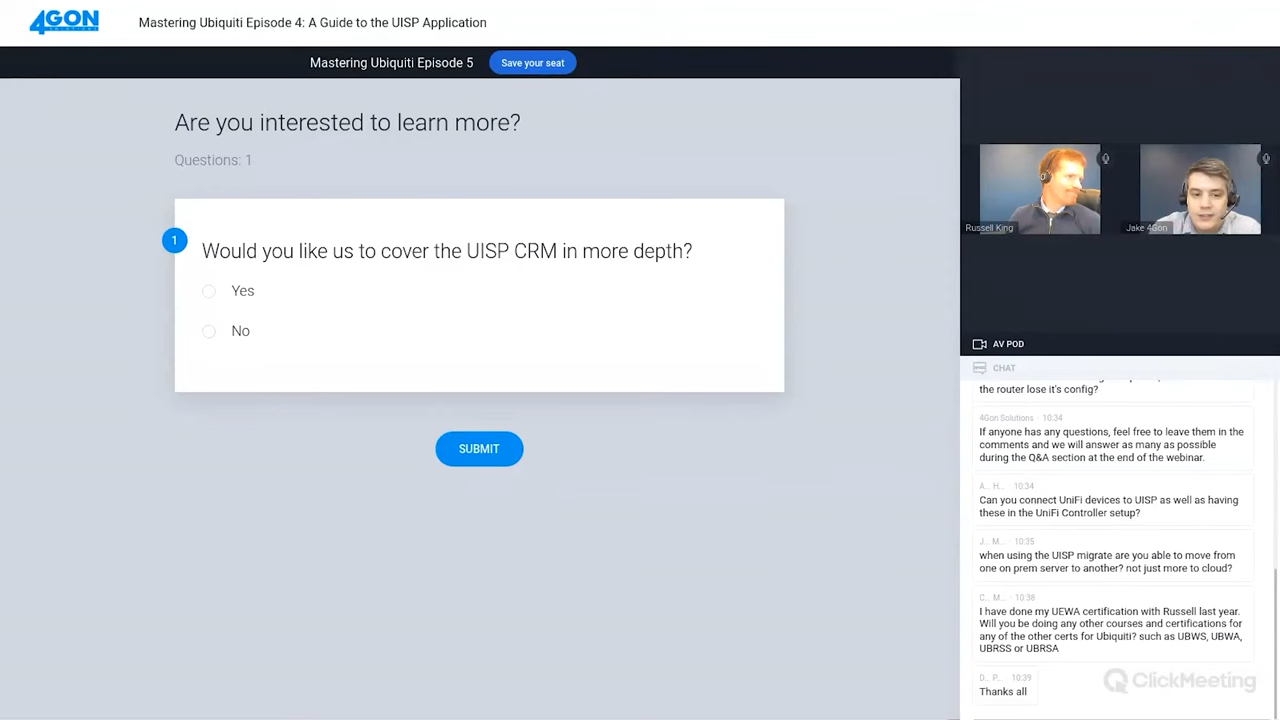 4GON
SOLUTIONS
Mastering Ubiquiti Episode 4: A Guide to the UISP Application
Mastering Ubiquiti Episode 5
Save your seat
Are you interested to learn more?
Questions: 1
1
Would you like us to cover the UISP CRM in more depth?
Yes
No
SUBMIT
Russell King
Jake 4Gon
AV POD
CHAT
the router lose it's config?
4Gon Solutions · 10:34
If anyone has any questions, feel free to leave them in the
comments and we will answer as many as possible
during the Q&A section at the end of the webinar.
A... H... · 10:34
Can you connect UniFi devices to UISP as well as having
these in the UniFi Controller setup?
J... M... · 10:35
when using the UISP migrate are you able to move from
one on prem server to another? not just more to cloud?
C... M... · 10:38
I have done my UEWA certification with Russell last year.
Will you be doing any other courses and certifications for
any of the other certs for Ubiquiti? such as UBWS, UBWA,
UBRSS or UBRSA
D... P... · 10:39
Thanks all
ClickMeeting